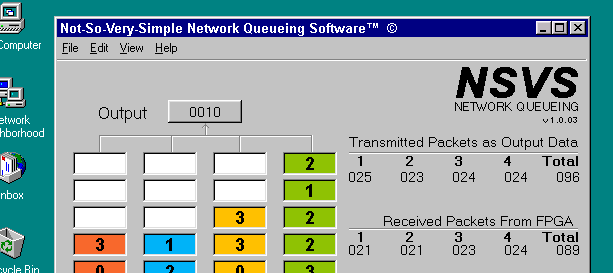 Not-So-Very-Simple Network Queueing Software™ ©
File Edit View Help
Computer
NSVS
NETWORK QUEUEING
v 1.0.03
etwork
hborhood
nbox
cycle Bin
Output 0010
Transmitted Packets as Output Data
1 2 3 4 Total
025 023 024 024 096
Received Packets From FPGA
1 2 3 4 Total
021 021 023 024 089
2
1
3 2
3 1 3 2
0 2 0 3